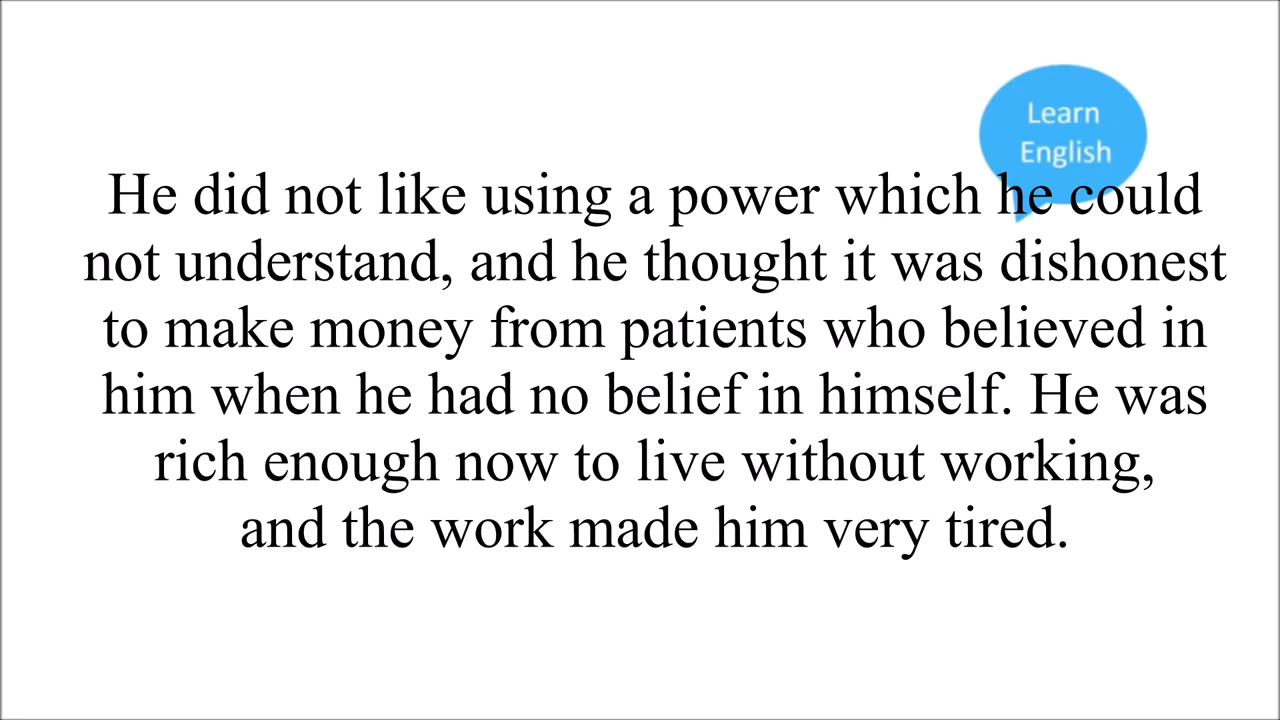 Learn
English
He did not like using a power which he could
not understand, and he thought it was dishonest
to make money from patients who believed in
him when he had no belief in himself. He was
rich enough now to live without working,
and the work made him very tired.